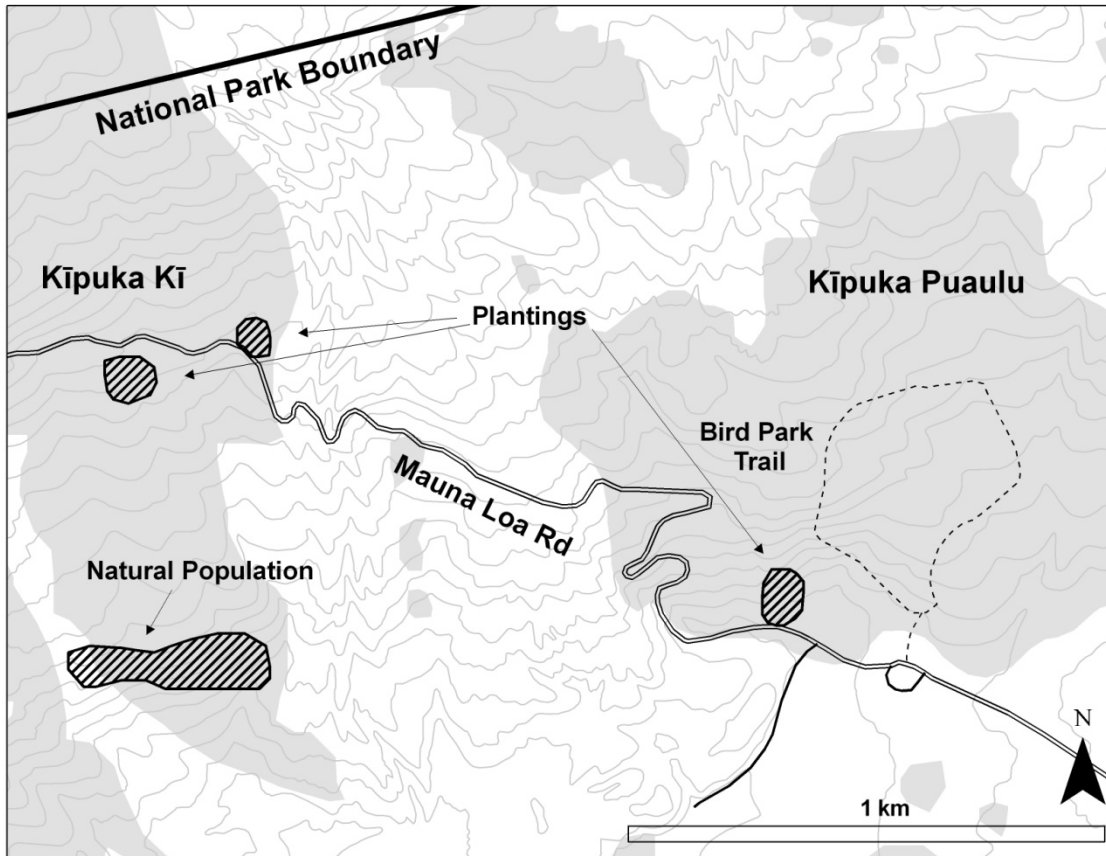 National Park Boundary
Kīpuka Kī
Kīpuka Puaulu
Plantings
Bird Park
Trail
Mauna Loa Rd
Natural Population
N
1 km